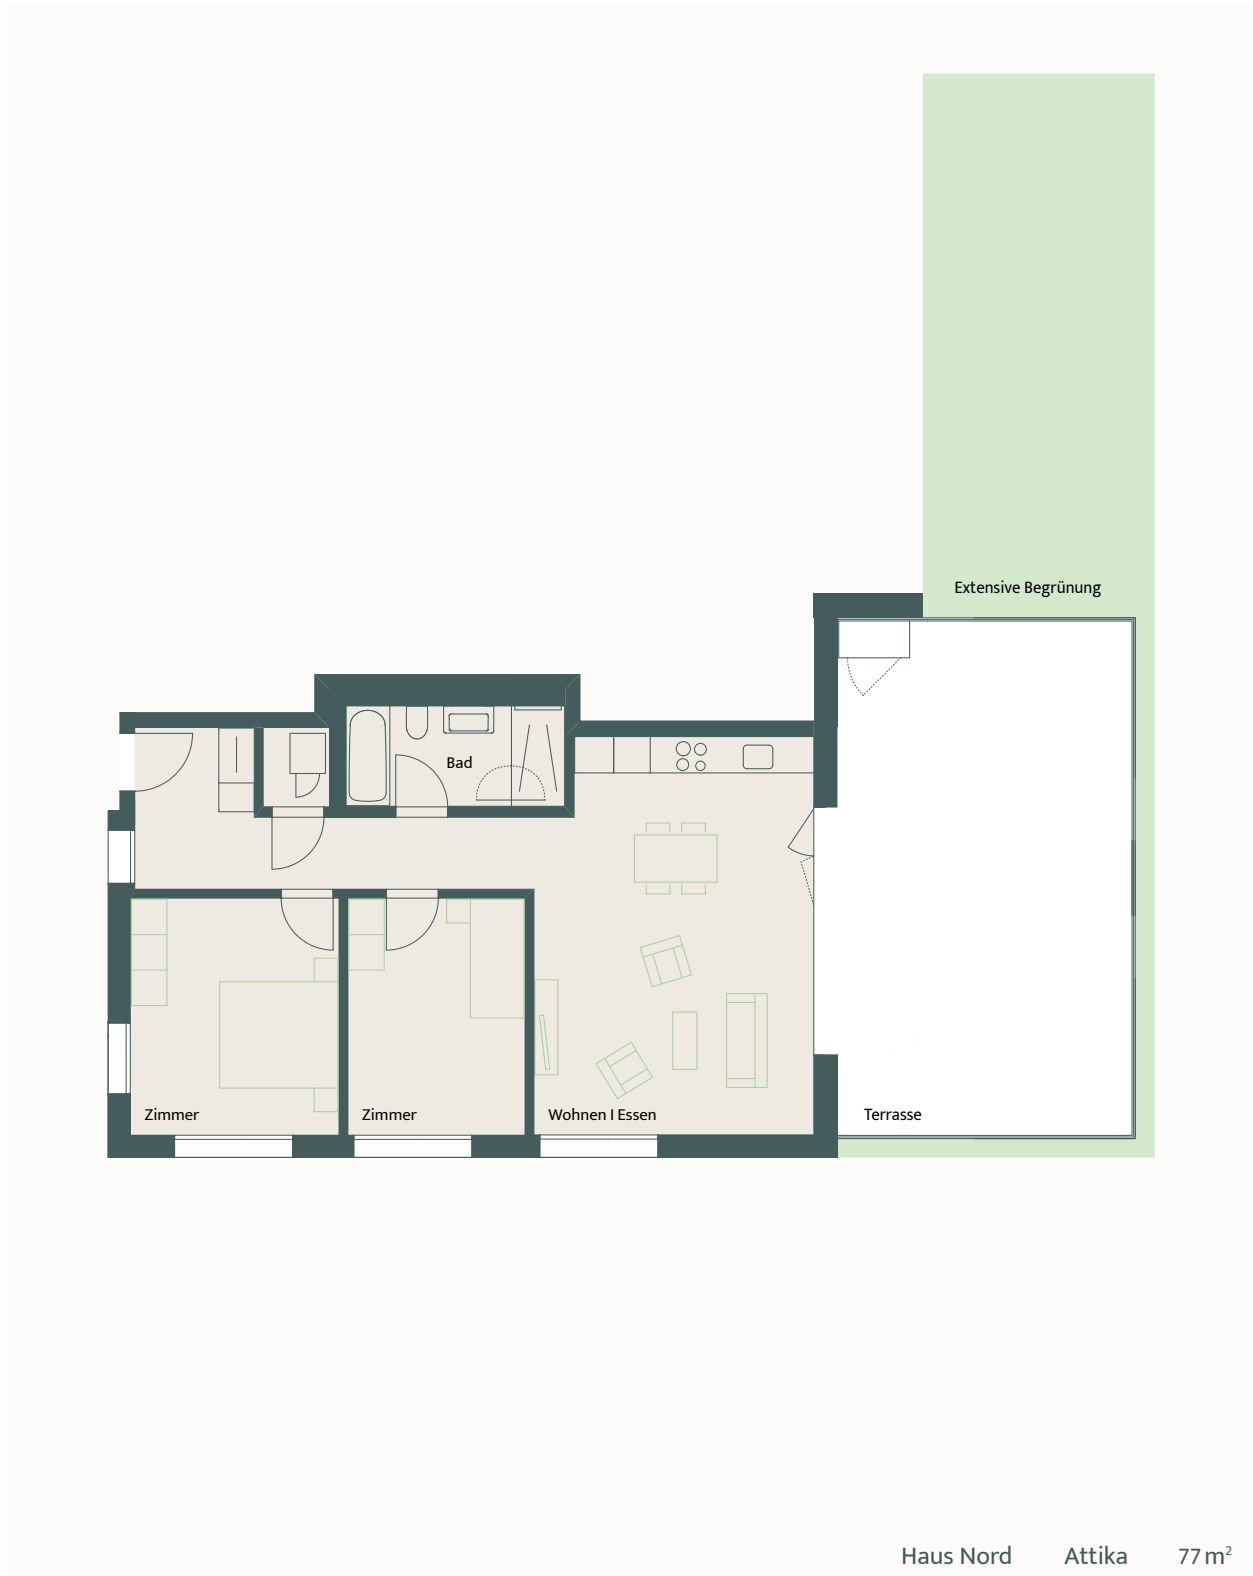 Extensive Begrünung
Bad
Zimmer
Zimmer
Wohnen I Essen
Terrasse
Haus Nord Attika 77 m²